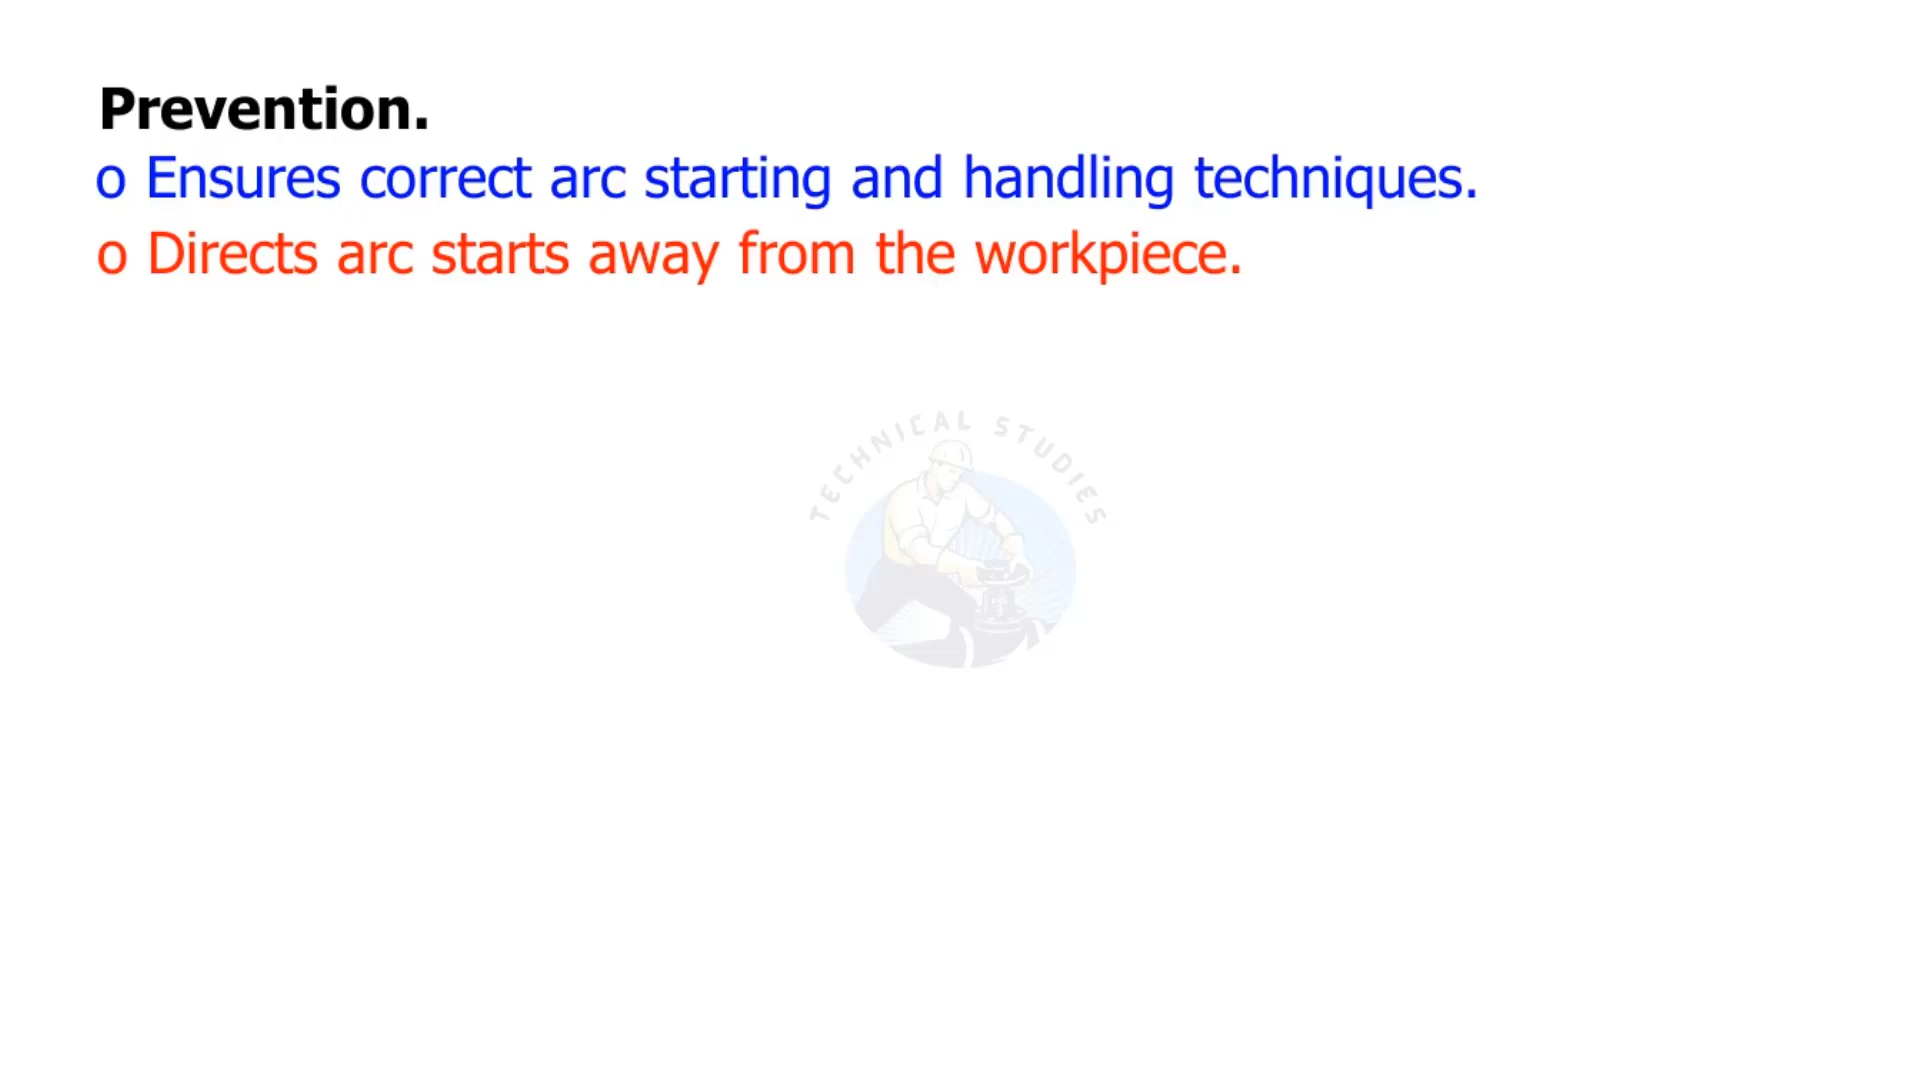 Prevention.
o Ensures correct arc starting and handling techniques.
o Directs arc starts away from the workpiece.
TECHNICAL STUDIES